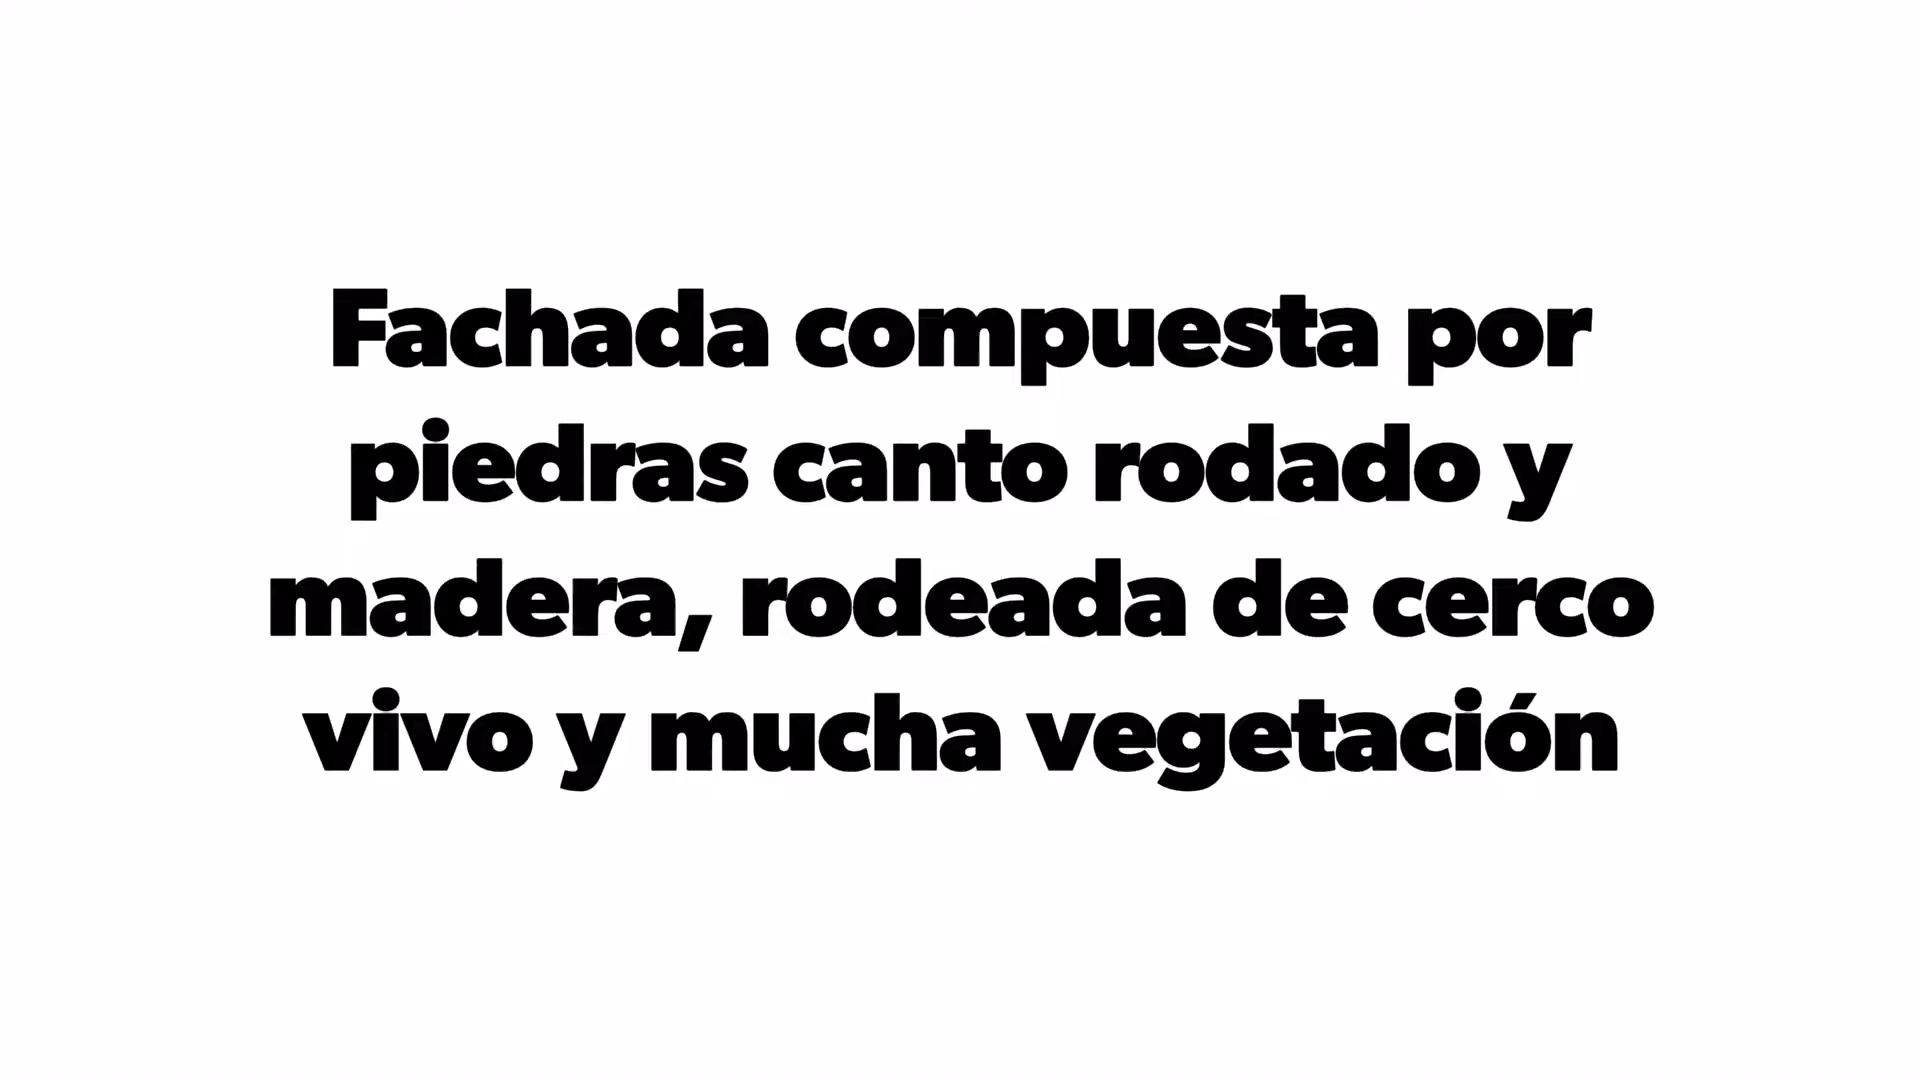 Fachada compuesta por
piedras canto rodado y
madera, rodeada de cerco
vivo y mucha vegetación